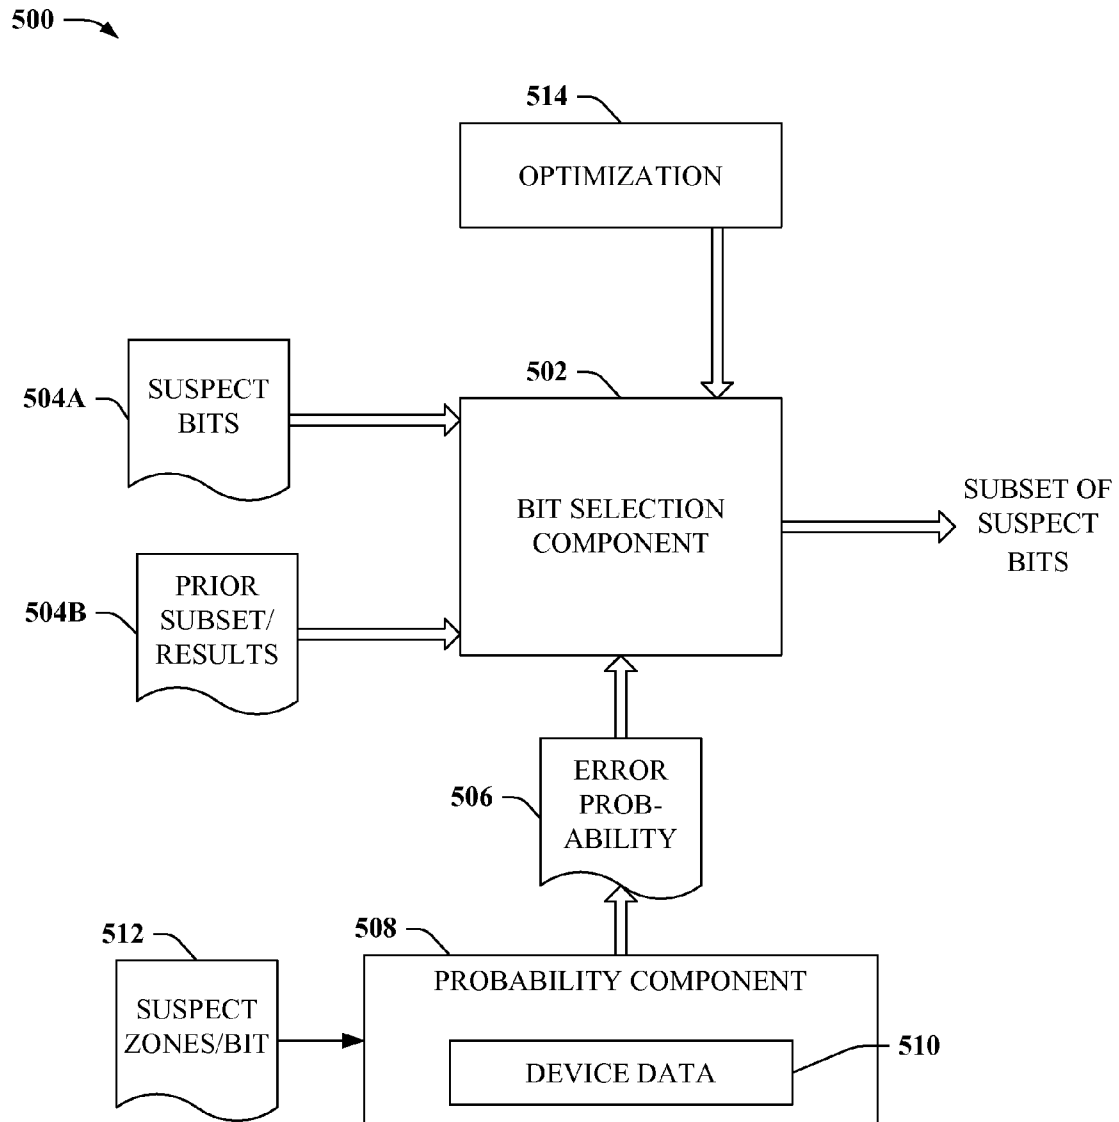 500
514
OPTIMIZATION
504A
SUSPECT
BITS
502
BIT SELECTION
COMPONENT
SUBSET OF
SUSPECT
BITS
504B
PRIOR
SUBSET/
RESULTS
506
ERROR
PROB-
ABILITY
512
SUSPECT
ZONES/BIT
508
PROBABILITY COMPONENT
510
DEVICE DATA